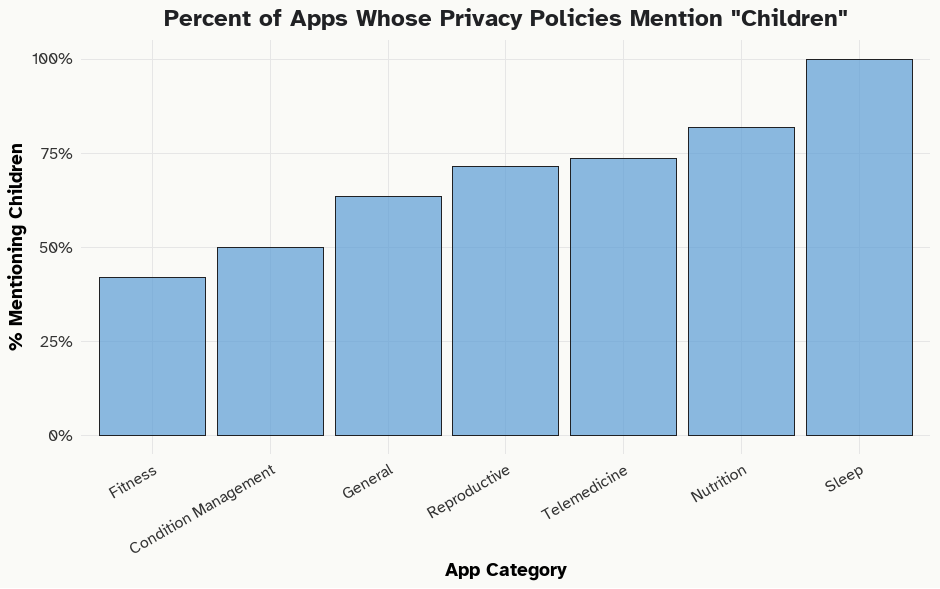 Percent of Apps Whose Privacy Policies Mention "Children"
% Mentioning Children
100%
75%
50%
25%
0%
Fitness
Condition Management
General
Reproductive
Telemedicine
Nutrition
Sleep
App Category